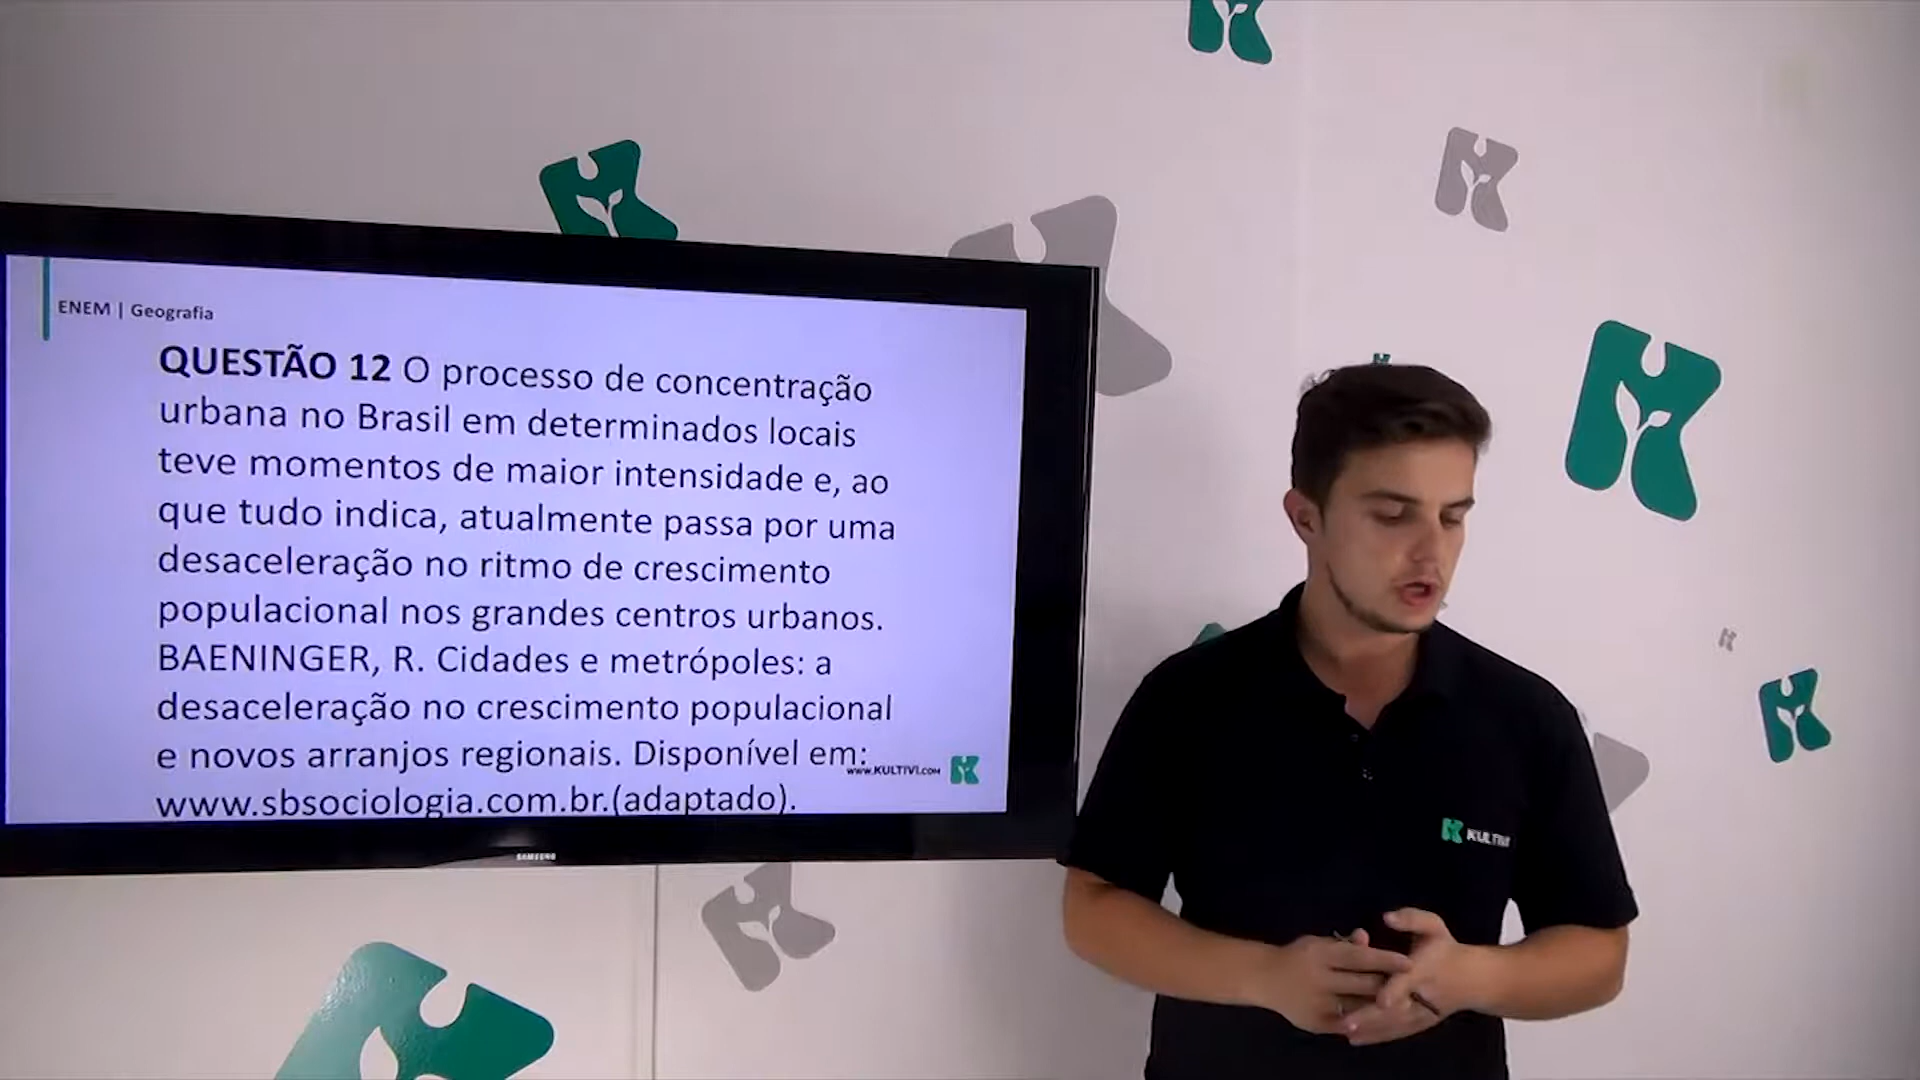 ENEM | Geografia
QUESTÃO 12 O processo de concentração
urbana no Brasil em determinados locais
teve momentos de maior intensidade e, ao
que tudo indica, atualmente passa por uma
desaceleração no ritmo de crescimento
populacional nos grandes centros urbanos.
BAENINGER, R. Cidades e metrópoles: a
desaceleração no crescimento populacional
e novos arranjos regionais. Disponível em:
www.KULTIVI.COM
www.sbsociologia.com.br.(adaptado).
SAMSUNG
KULTIVI